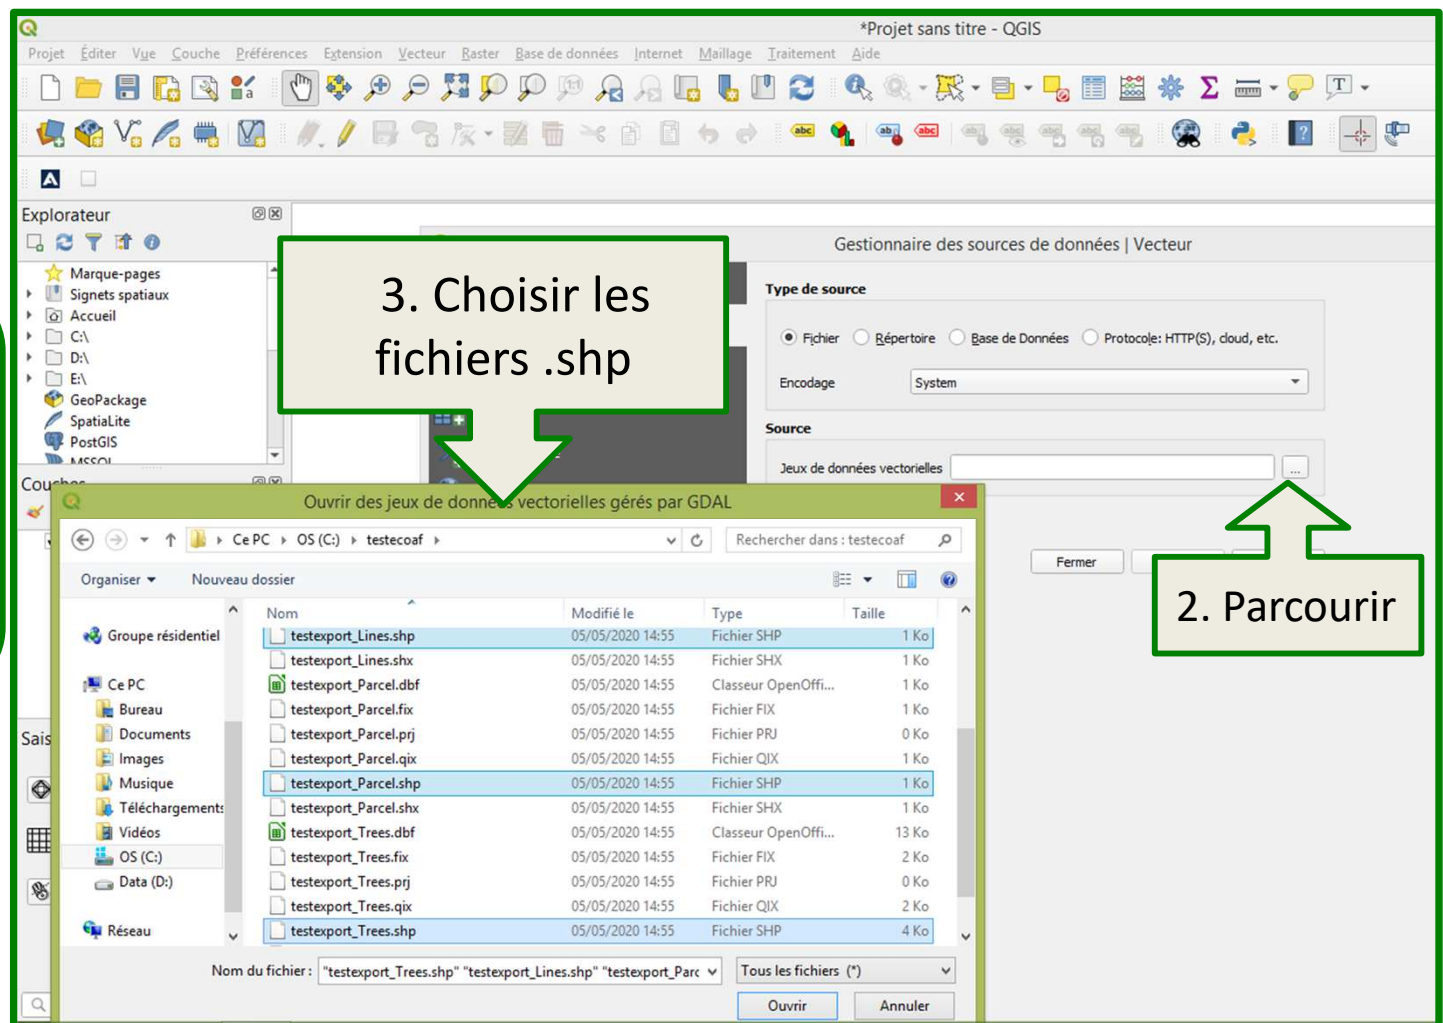 *Projet sans titre - QGIS
Projet Éditer Vue Couche Préférences Extension Vecteur Raster Base de données Internet Maillage Traitement Aide
Explorateur
Marque-pages
Signets spatiaux
Accueil
C:\
D:\
E:\
GeoPackage
SpatiaLite
PostGIS
MSSQL
Couches
Gestionnaire des sources de données | Vecteur
Type de source
Fichier Répertoire Base de Données Protocole: HTTP(S), cloud, etc.
Encodage System
Source
Jeux de données vectorielles ...
Fermer
3. Choisir les
fichiers .shp
2. Parcourir
Ouvrir des jeux de données vectorielles gérés par GDAL
Ce PC OS (C:) testecoaf Rechercher dans : testecoaf
Organiser Nouveau dossier
Nom Modifié le Type Taille
testexport_Lines.shp 05/05/2020 14:55 Fichier SHP 1 Ko
testexport_Lines.shx 05/05/2020 14:55 Fichier SHX 1 Ko
testexport_Parcel.dbf 05/05/2020 14:55 Classeur OpenOffi... 1 Ko
testexport_Parcel.fix 05/05/2020 14:55 Fichier FIX 1 Ko
testexport_Parcel.prj 05/05/2020 14:55 Fichier PRJ 0 Ko
testexport_Parcel.qix 05/05/2020 14:55 Fichier QIX 1 Ko
testexport_Parcel.shp 05/05/2020 14:55 Fichier SHP 1 Ko
testexport_Parcel.shx 05/05/2020 14:55 Fichier SHX 1 Ko
testexport_Trees.dbf 05/05/2020 14:55 Classeur OpenOffi... 13 Ko
testexport_Trees.fix 05/05/2020 14:55 Fichier FIX 2 Ko
testexport_Trees.prj 05/05/2020 14:55 Fichier PRJ 0 Ko
testexport_Trees.qix 05/05/2020 14:55 Fichier QIX 2 Ko
testexport_Trees.shp 05/05/2020 14:55 Fichier SHP 4 Ko
Groupe résidentiel
Ce PC
Bureau
Documents
Images
Musique
Téléchargements
Vidéos
OS (C:)
Data (D:)
Réseau
Sais
Nom du fichier : "testexport_Trees.shp" "testexport_Lines.shp" "testexport_Parc Tous les fichiers (*)
Ouvrir Annuler